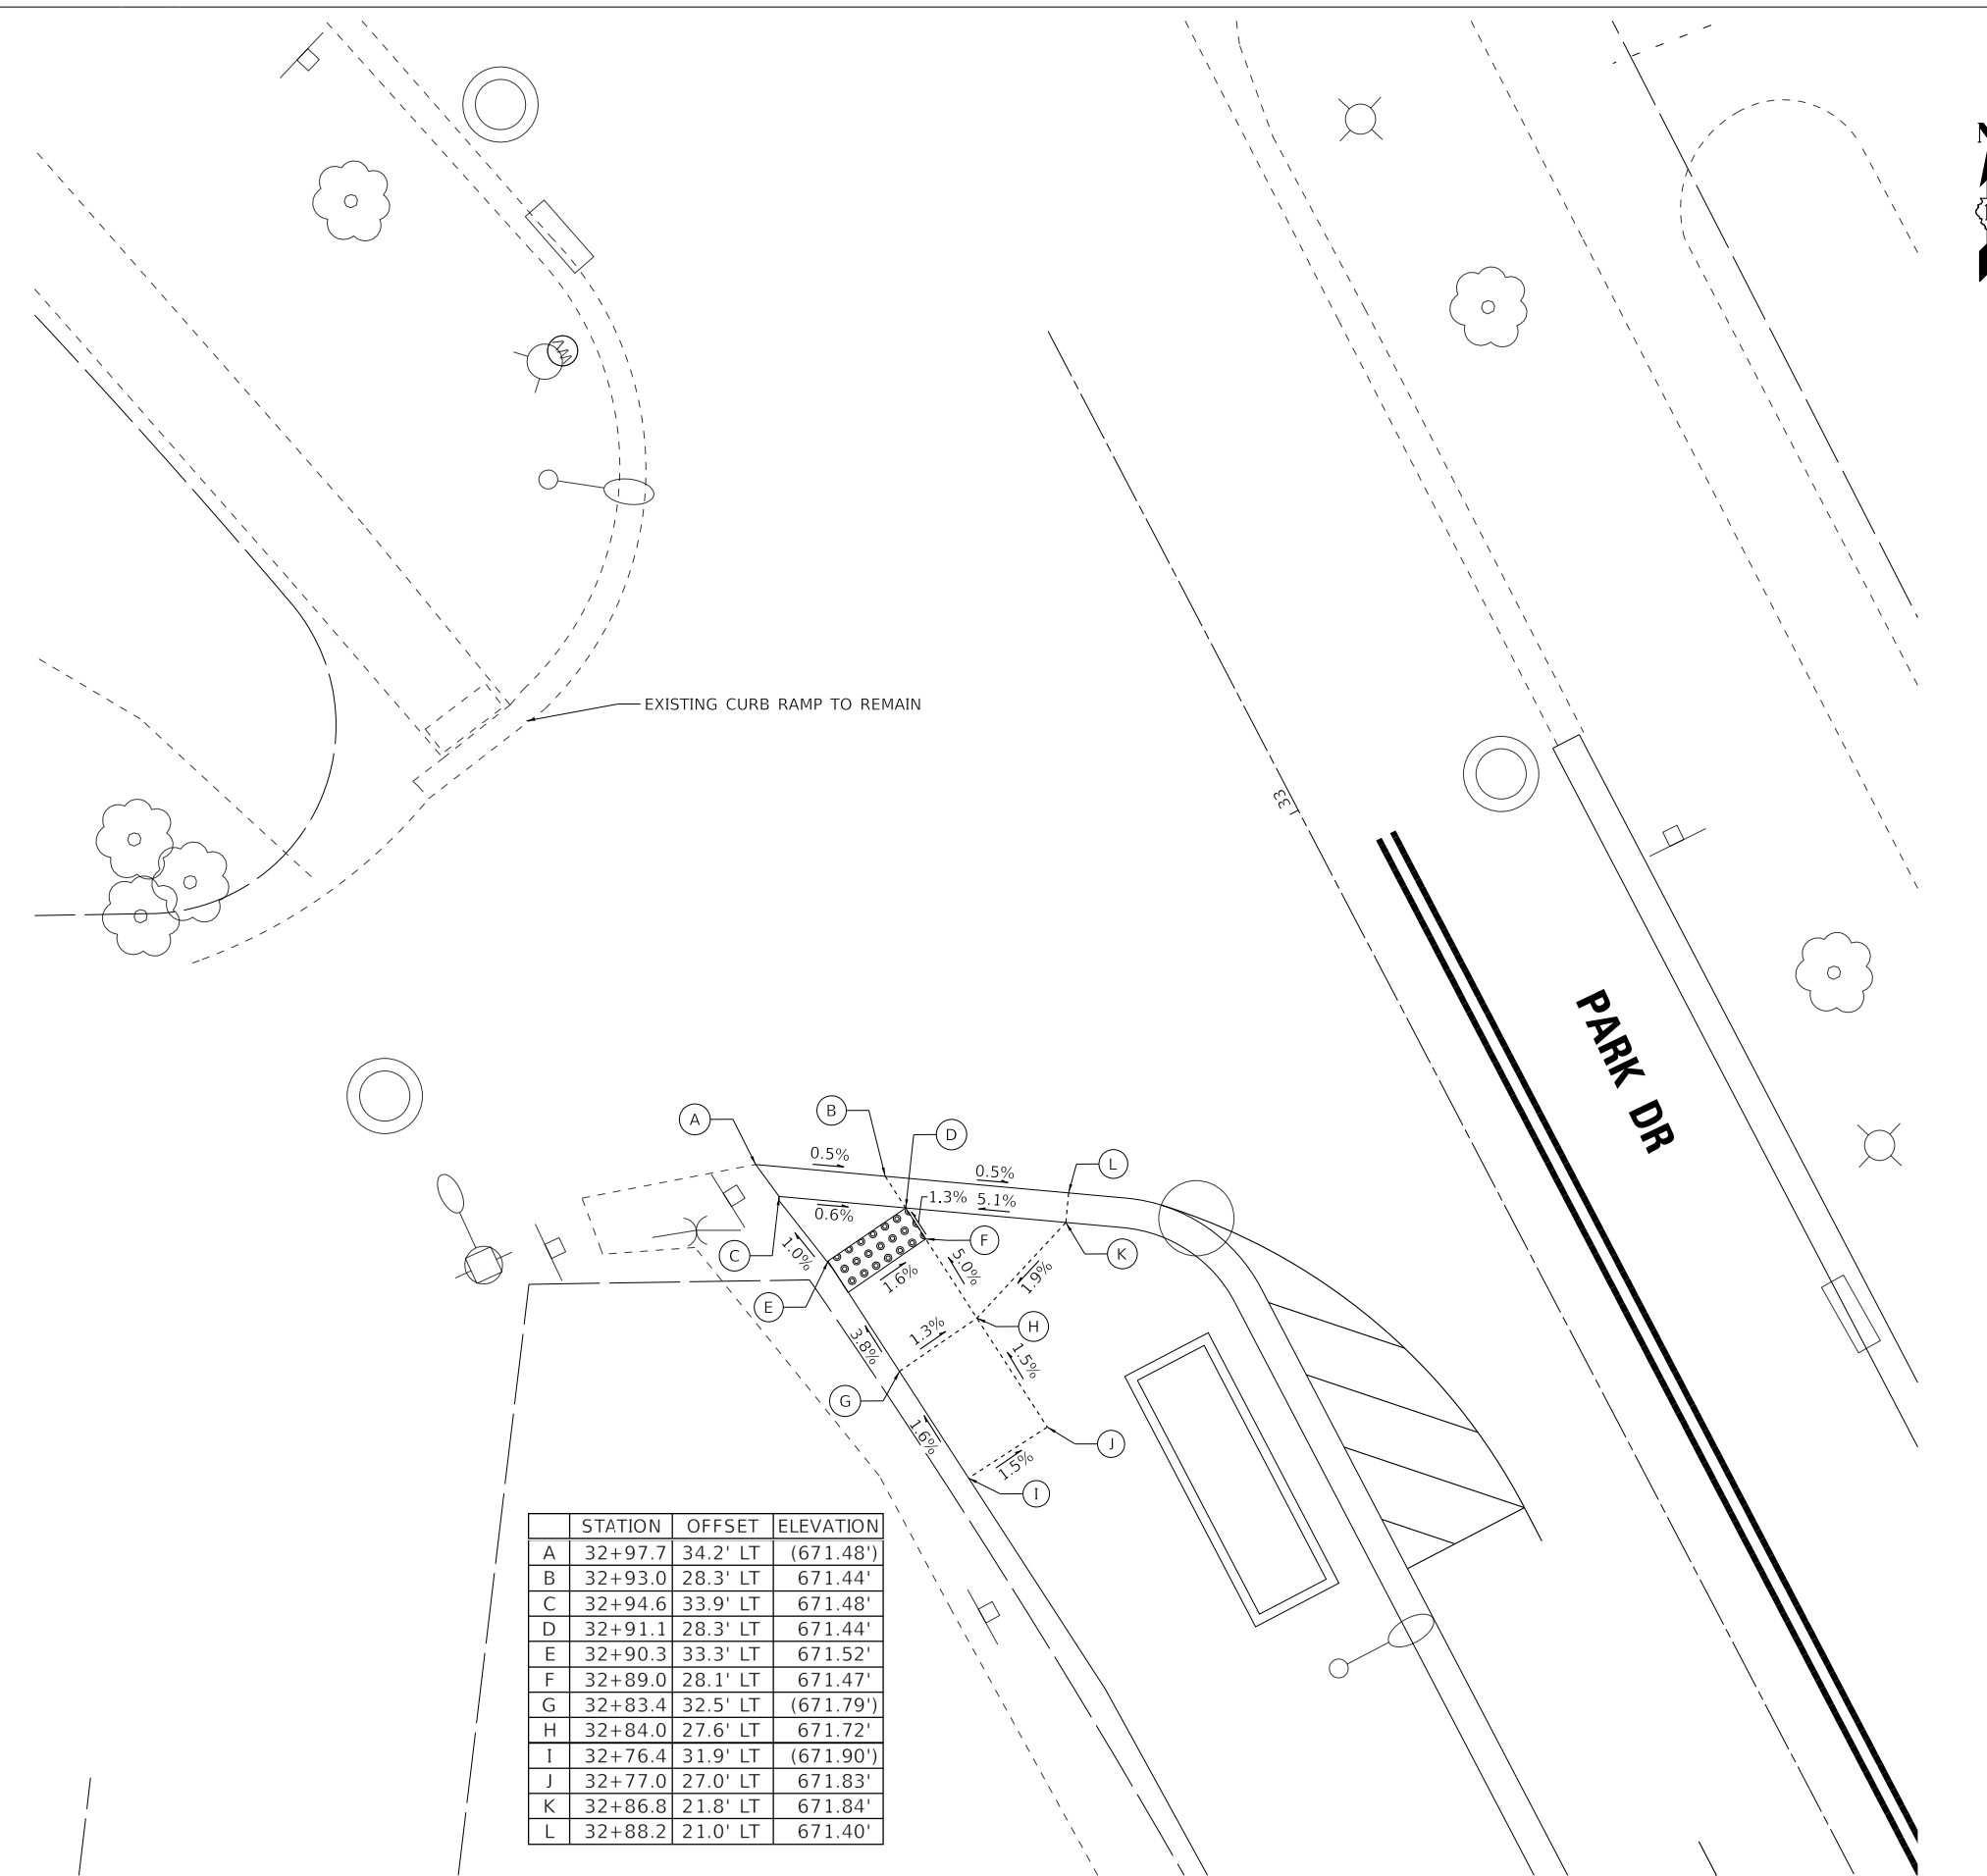 N
EXISTING CURB RAMP TO REMAIN
33
PARK DR
A
B
D
L
0.5%
0.5%
1.3%
5.1%
0.6%
C
F
K
1.0%
5.0%
1.6%
1.9%
E
H
1.3%
3.8%
1.5%
G
J
1.6%
1.5%
I
STATION OFFSET ELEVATION
A 32+97.7 34.2' LT (671.48')
B 32+93.0 28.3' LT 671.44'
C 32+94.6 33.9' LT 671.48'
D 32+91.1 28.3' LT 671.44'
E 32+90.3 33.3' LT 671.52'
F 32+89.0 28.1' LT 671.47'
G 32+83.4 32.5' LT (671.79')
H 32+84.0 27.6' LT 671.72'
I 32+76.4 31.9' LT (671.90')
J 32+77.0 27.0' LT 671.83'
K 32+86.8 21.8' LT 671.84'
L 32+88.2 21.0' LT 671.40'